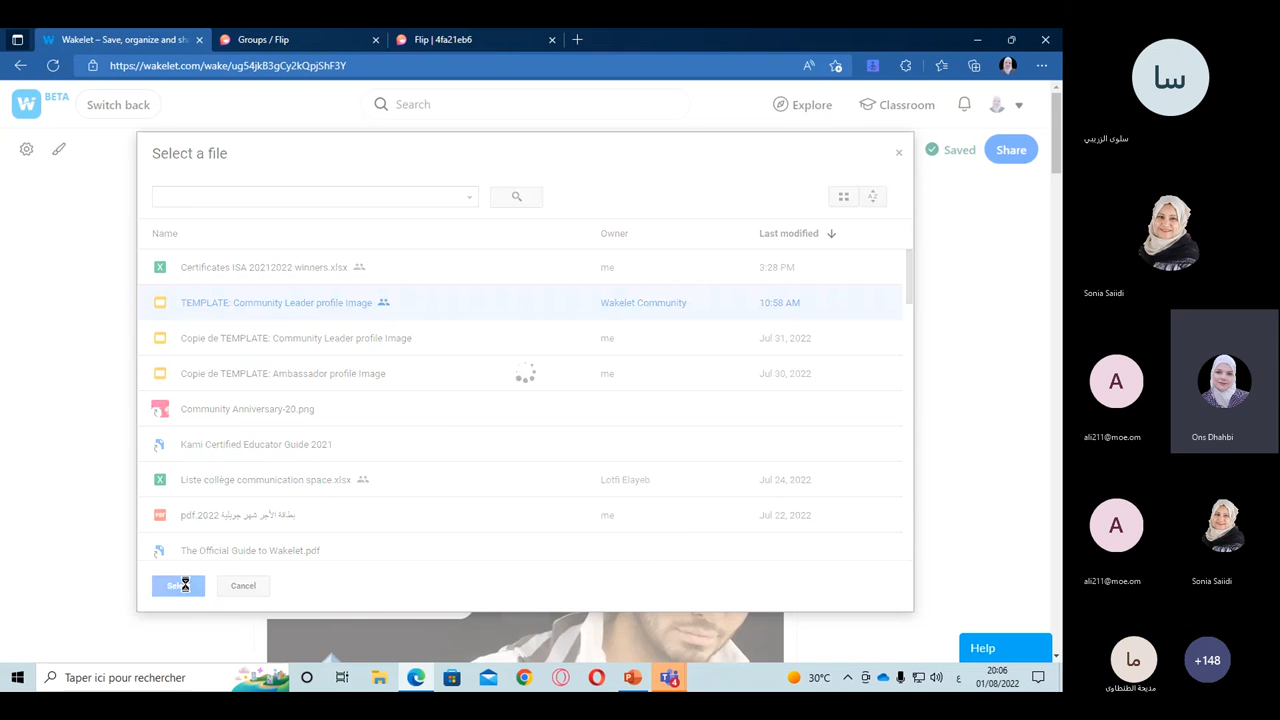 Wakelet – Save, organize and sh
Groups / Flip
Flip | 4fa21eb6
https://wakelet.com/wake/ug54jkB3gCy2kQpjShF3Y
BETA
Switch back
Search
Explore
Classroom
Select a file
Saved
Share
Name
Owner
Last modified
Certificates ISA 20212022 winners.xlsx
me
3:28 PM
TEMPLATE: Community Leader profile Image
Wakelet Community
10:58 AM
Copie de TEMPLATE: Community Leader profile Image
me
Jul 31, 2022
Copie de TEMPLATE: Ambassador profile Image
me
Jul 30, 2022
Community Anniversary-20.png
Kami Certified Educator Guide 2021
Liste collège communication space.xlsx
Lotfi Elayeb
Jul 24, 2022
بطاقة الأجر شهر جويلية 2022.pdf
me
Jul 22, 2022
The Official Guide to Wakelet.pdf
Cancel
Help
Taper ici pour rechercher
30°C
ع
20:06
01/08/2022
سا
سلوى الزريبي
Sonia Saiidi
A
ali211@moe.om
Ons Dhahbi
A
ali211@moe.om
Sonia Saiidi
ما
مديحة الطنطاوى
+148